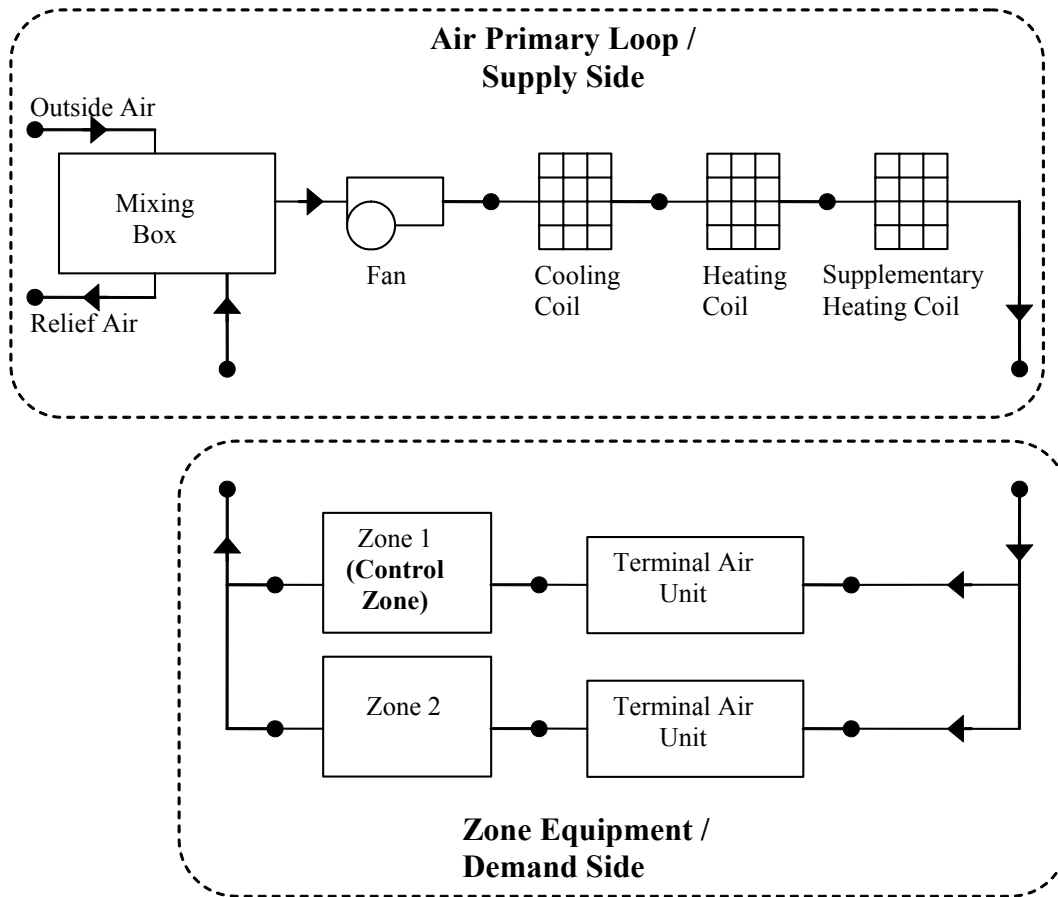 Air Primary Loop /
Supply Side
Outside Air
Mixing
Box
Relief Air
Fan
Cooling
Coil
Heating
Coil
Supplementary
Heating Coil
Zone 1
(Control
Zone)
Terminal Air
Unit
Zone 2
Terminal Air
Unit
Zone Equipment /
Demand Side